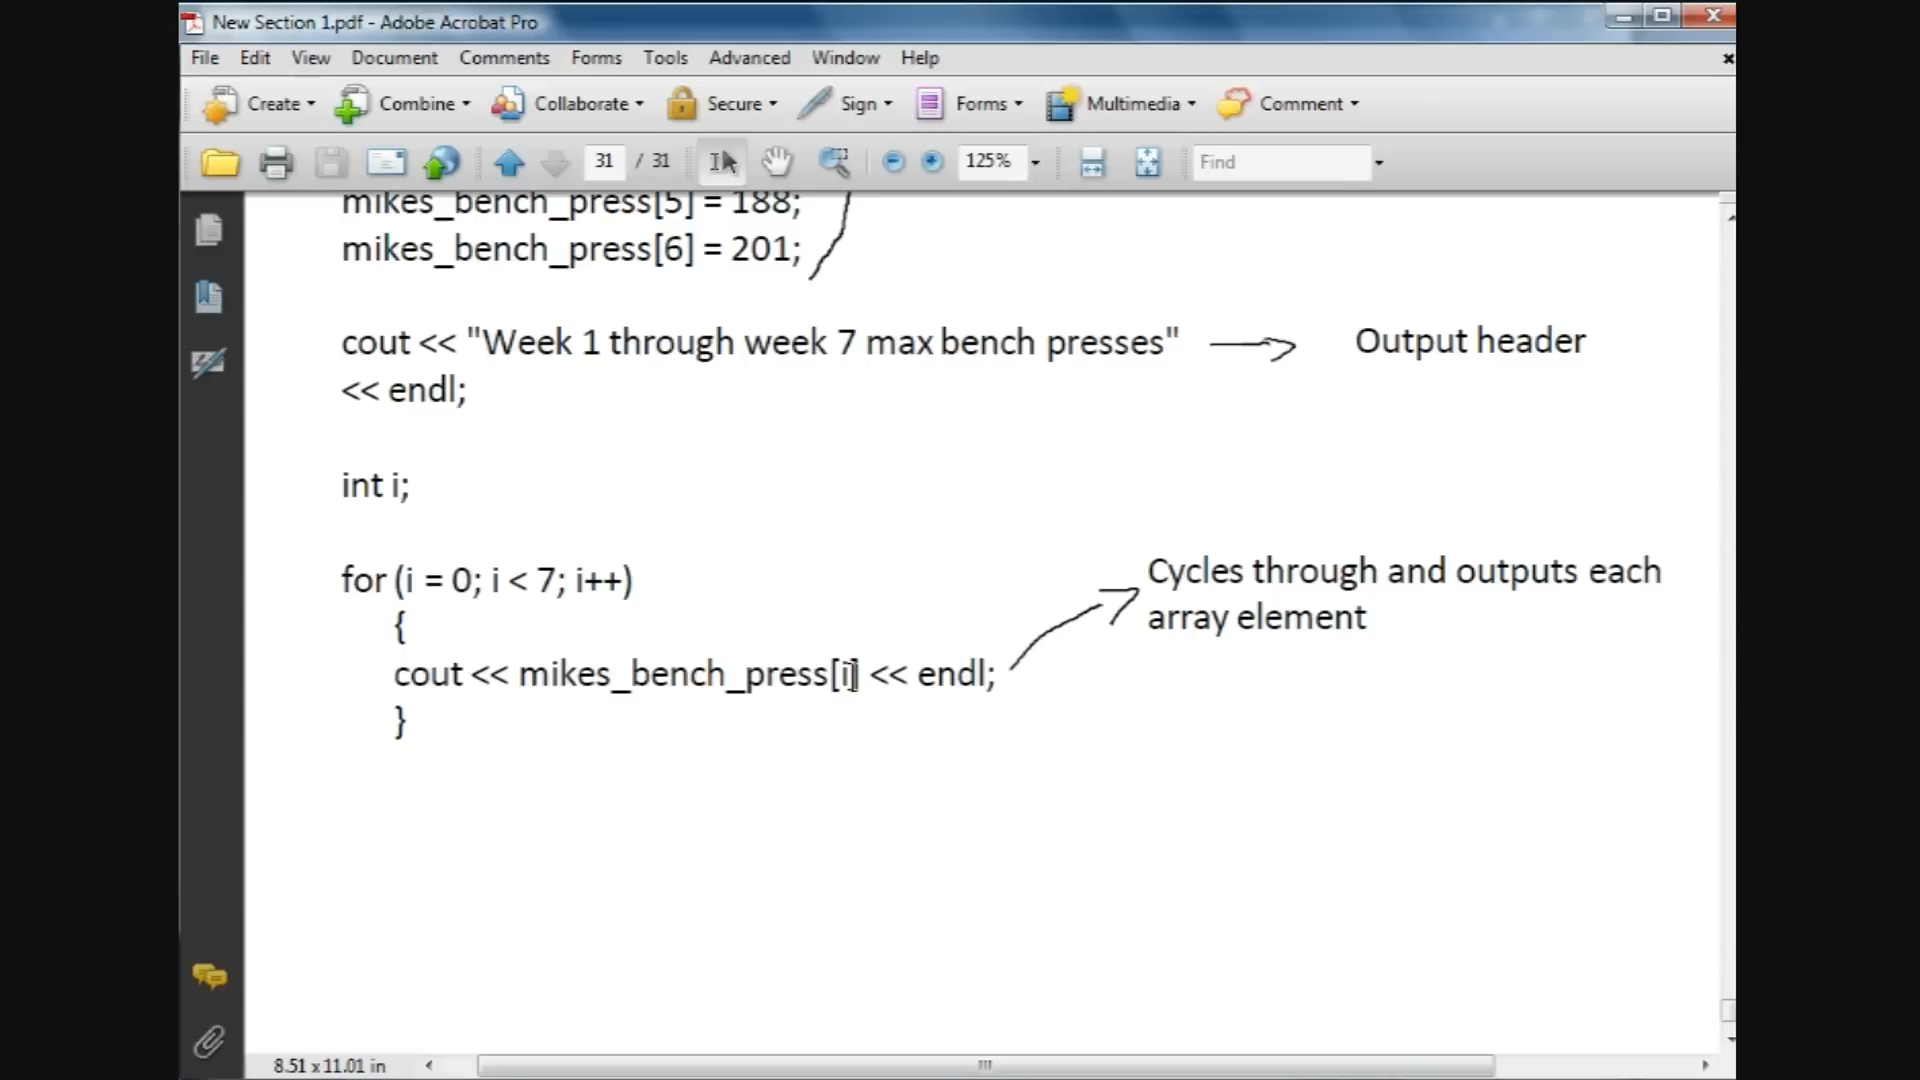 New Section 1.pdf - Adobe Acrobat Pro
File Edit View Document Comments Forms Tools Advanced Window Help
Create Combine Collaborate Secure Sign Forms Multimedia Comment
31 / 31 125% Find
mikes_bench_press[5] = 188;
mikes_bench_press[6] = 201;
cout << "Week 1 through week 7 max bench presses" Output header
<< endl;
int i;
for (i = 0; i < 7; i++)
Cycles through and outputs each
array element
{
cout << mikes_bench_press[i] << endl;
}
8.51 x 11.01 in